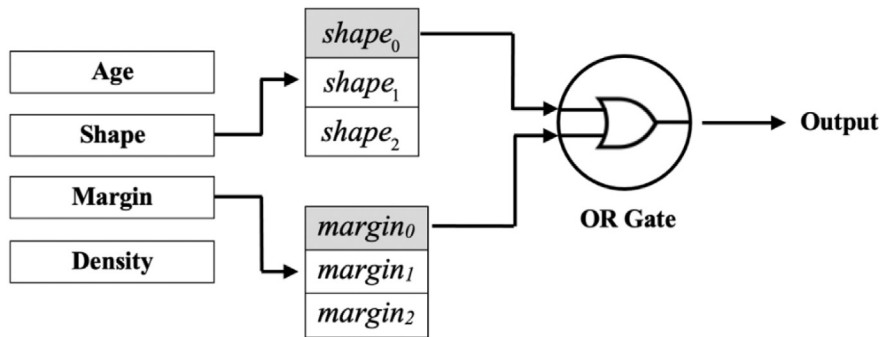 Age
Shape
Margin
Density
shape₀
shape₁
shape₂
margin₀
margin₁
margin₂
OR Gate
Output